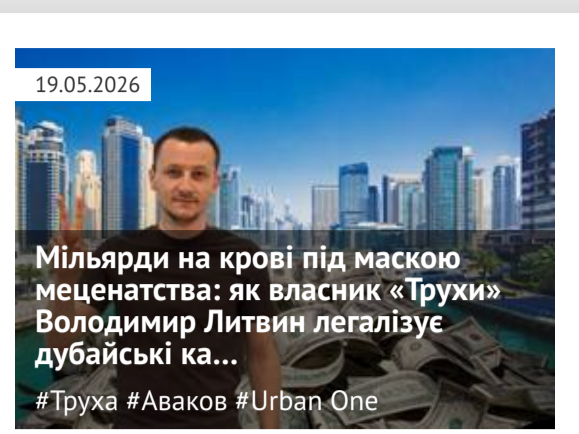 19.05.2026
Мільярди на крові під маскою
меценатства: як власник «Трухи»
Володимир Литвин легалізує
дубайські ка...
#Труха #Аваков #Urban One